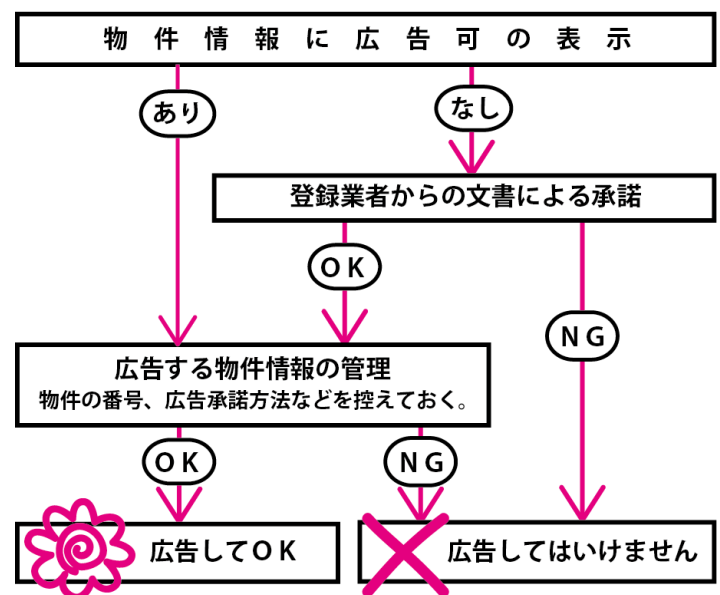 物件情報に広告可の表示
あり
なし
登録業者からの文書による承諾
OK
NG
広告する物件情報の管理
物件の番号、広告承諾方法などを控えておく。
OK
NG
広告してOK
広告してはいけません